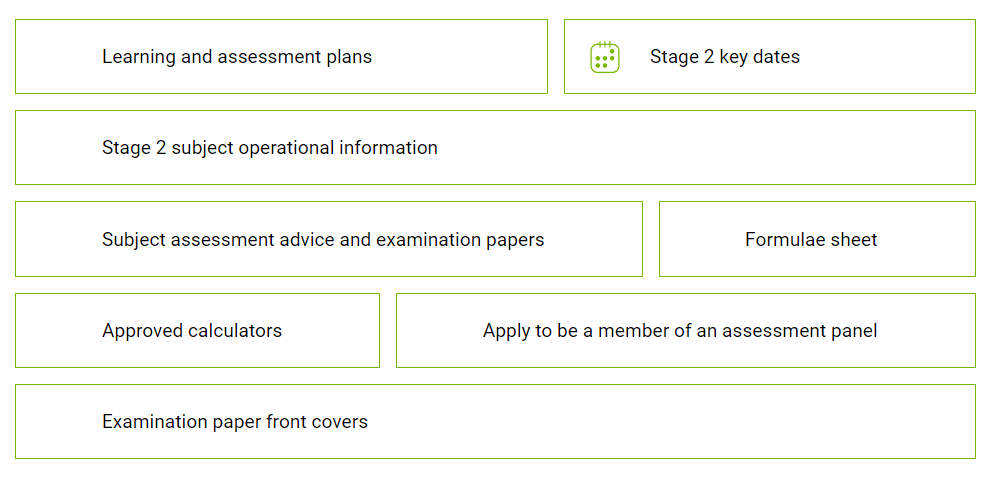 Learning and assessment plans
Stage 2 key dates
Stage 2 subject operational information
Subject assessment advice and examination papers
Formulae sheet
Approved calculators
Apply to be a member of an assessment panel
Examination paper front covers